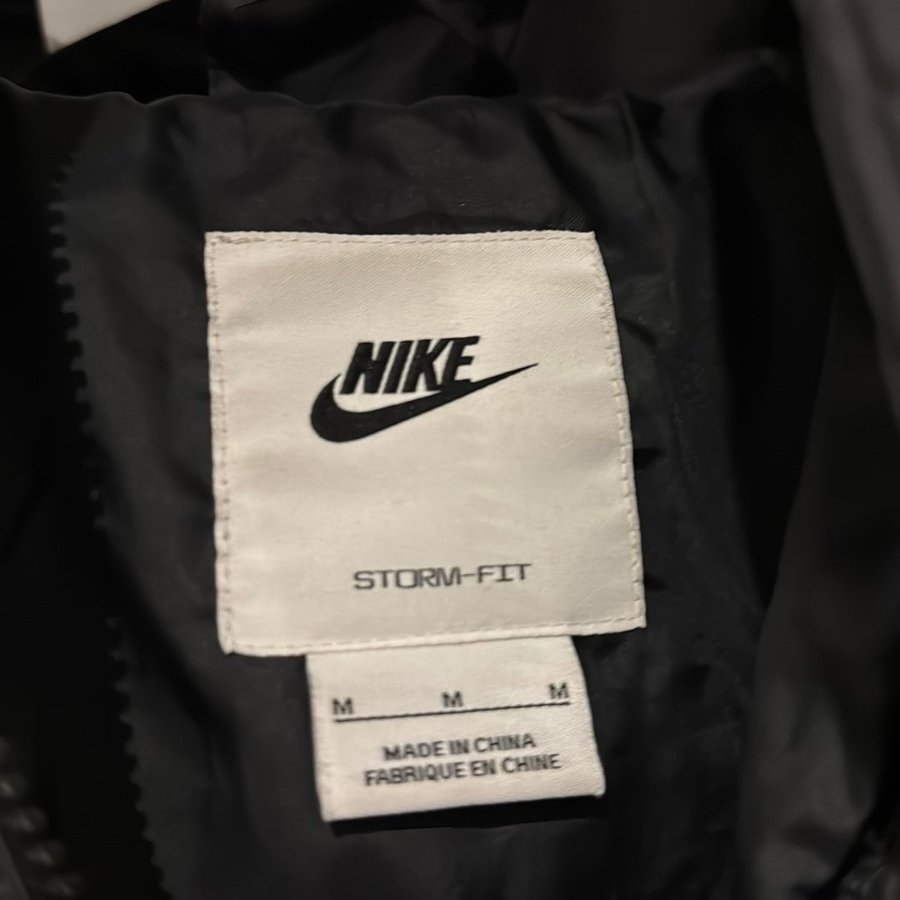 NIKE
STORM-FIT
M M M
MADE IN CHINA
FABRIQUE EN CHINE